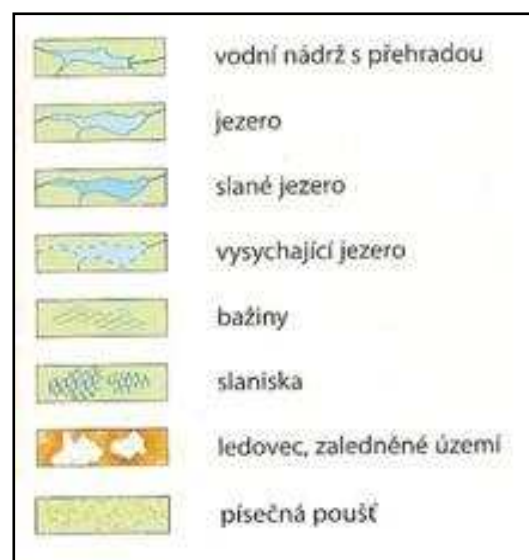 vodní nádrž s přehradou
jezero
slané jezero
vysychající jezero
bažiny
slaniska
ledovec, zaledněné území
písečná poušť